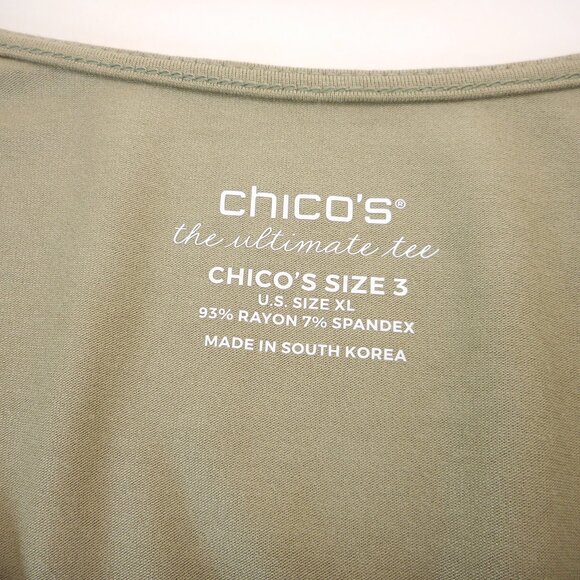 chico's®
the ultimate tee
CHICO'S SIZE 3
U.S. SIZE XL
93% RAYON 7% SPANDEX
MADE IN SOUTH KOREA